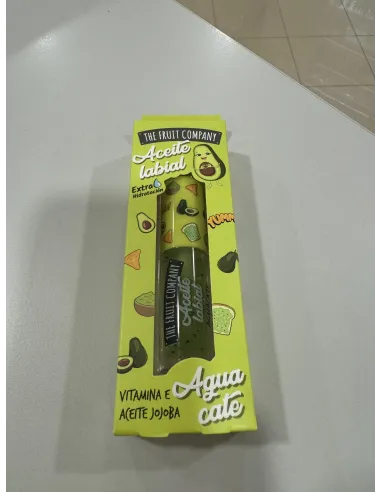 THE FRUIT COMPANY
Aceite
labial
Extra
Hidratación
YUMMY
THE FRUIT COMPANY
Aceite
labial
VITAMINA E
ACEITE JOJOBA
Agua
cate